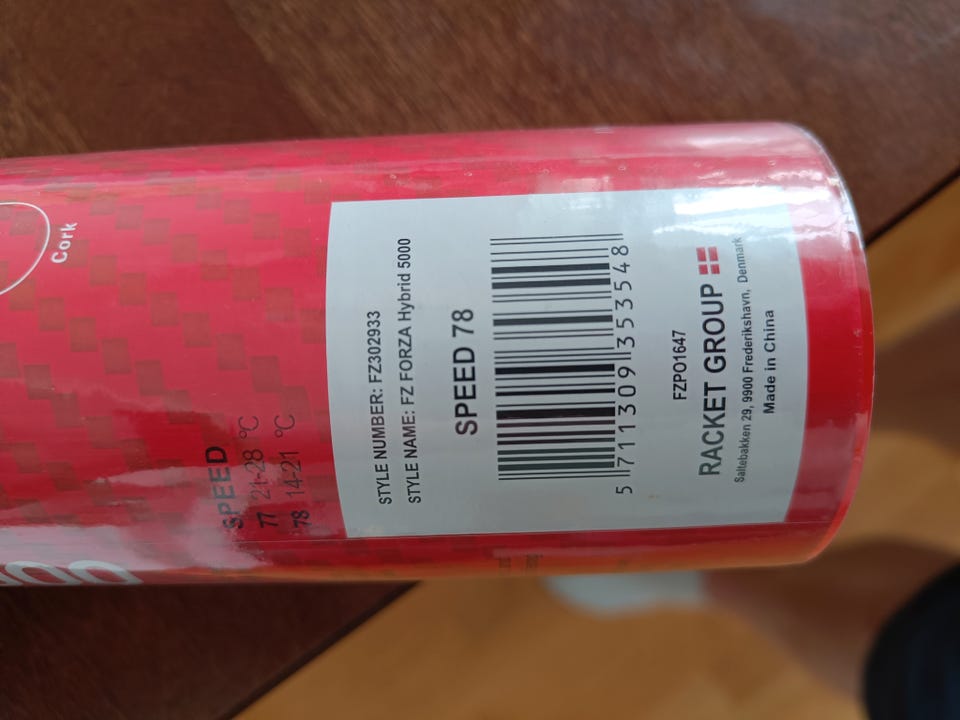 Cork
SPEED
77 21-28 °C
78 14-21 °C
STYLE NUMBER: FZ302933
STYLE NAME: FZ FORZA Hybrid 5000
SPEED 78
5 711309 353548
FZPO1647
RACKET GROUP
Saltebakken 29, 9900 Frederikshavn, Denmark
Made in China